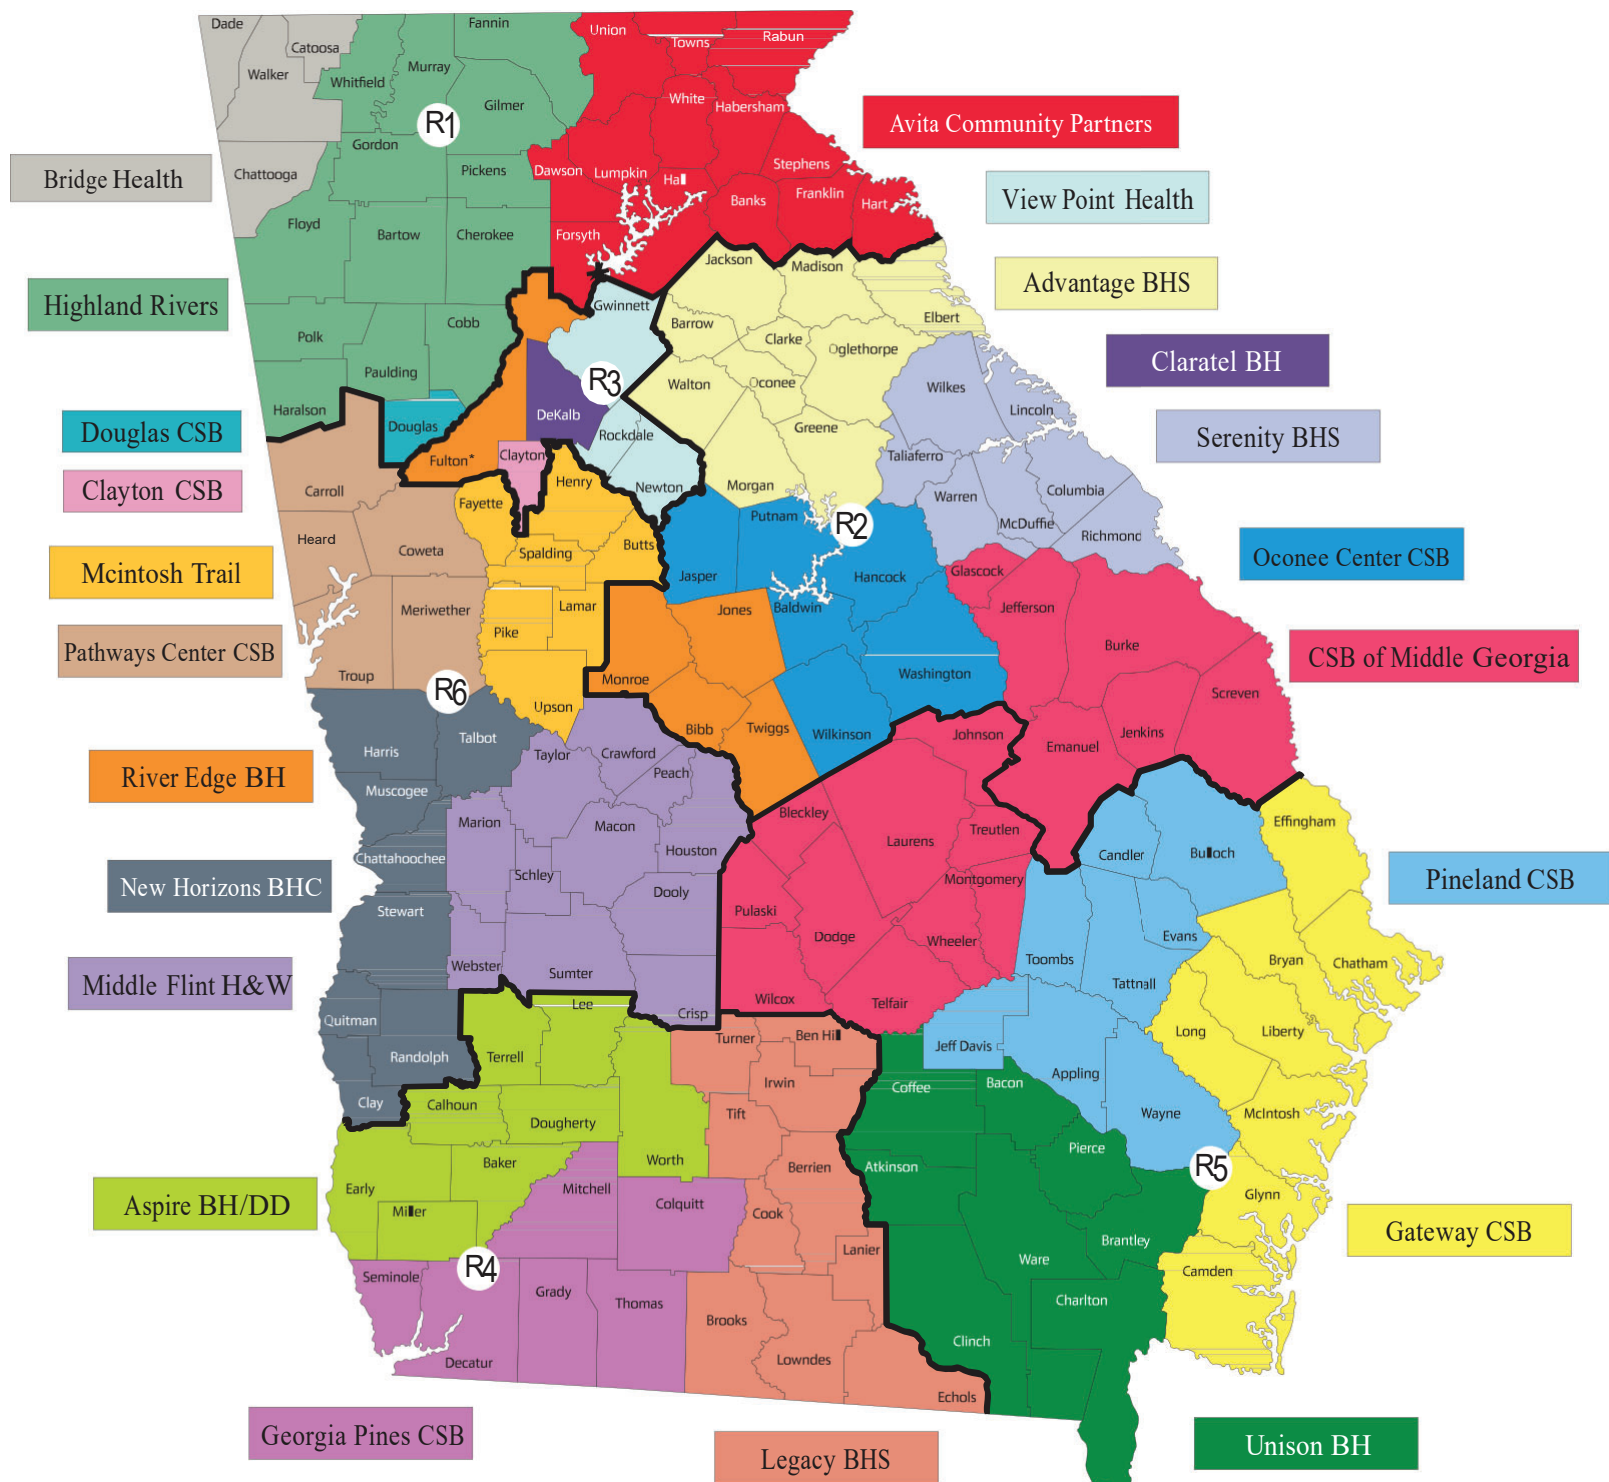 Dade
Fannin
Union
Towns
Rabun
Catoosa
Walker
Whitfield
Murray
Gilmer
White
Habersham
R1
Avita Community Partners
Gordon
Bridge Health
Chattooga
Pickens
Dawson
Lumpkin
Hall
Stephens
Banks
Franklin
Hart
View Point Health
Floyd
Bartow
Cherokee
Forsyth
Jackson
Madison
Advantage BHS
Highland Rivers
Gwinnett
Elbert
Polk
Cobb
Barrow
Clarke
Oglethorpe
Claratel BH
Paulding
R3
Walton
Oconee
Wilkes
Lincoln
Haralson
Douglas
DeKalb
Greene
Serenity BHS
Douglas CSB
Fulton*
Clayton
Rockdale
Taliaferro
Clayton CSB
Carroll
Fayette
Henry
Newton
Morgan
Warren
Columbia
Heard
Coweta
Spalding
Butts
Putnam
R2
McDuffie
Richmond
Mcintosh Trail
Jasper
Hancock
Glascock
Oconee Center CSB
Meriwether
Lamar
Jones
Baldwin
Jefferson
Pathways Center CSB
Pike
Burke
CSB of Middle Georgia
Troup
R6
Monroe
Washington
Screven
Upson
Harris
Talbot
Bibb
Twiggs
Wilkinson
Johnson
Emanuel
Jenkins
River Edge BH
Taylor
Crawford
Peach
Muscogee
Marion
Macon
Bleckley
Effingham
Chattahoochee
Houston
Laurens
Treutlen
Candler
Bulloch
New Horizons BHC
Schley
Dooly
Montgomery
Pineland CSB
Stewart
Pulaski
Dodge
Wheeler
Evans
Middle Flint H&W
Webster
Sumter
Toombs
Tattnall
Bryan
Chatham
Quitman
Lee
Crisp
Wilcox
Telfair
Randolph
Terrell
Turner
Ben Hill
Jeff Davis
Long
Liberty
Clay
Calhoun
Irwin
Coffee
Bacon
Appling
Dougherty
Tift
Wayne
McIntosh
Early
Baker
Worth
Berrien
Atkinson
Pierce
R5
Aspire BH/DD
Miller
Mitchell
Colquitt
Cook
Glynn
Gateway CSB
Seminole
R4
Lanier
Ware
Brantley
Camden
Grady
Thomas
Brooks
Charlton
Decatur
Lowndes
Clinch
Echols
Georgia Pines CSB
Legacy BHS
Unison BH